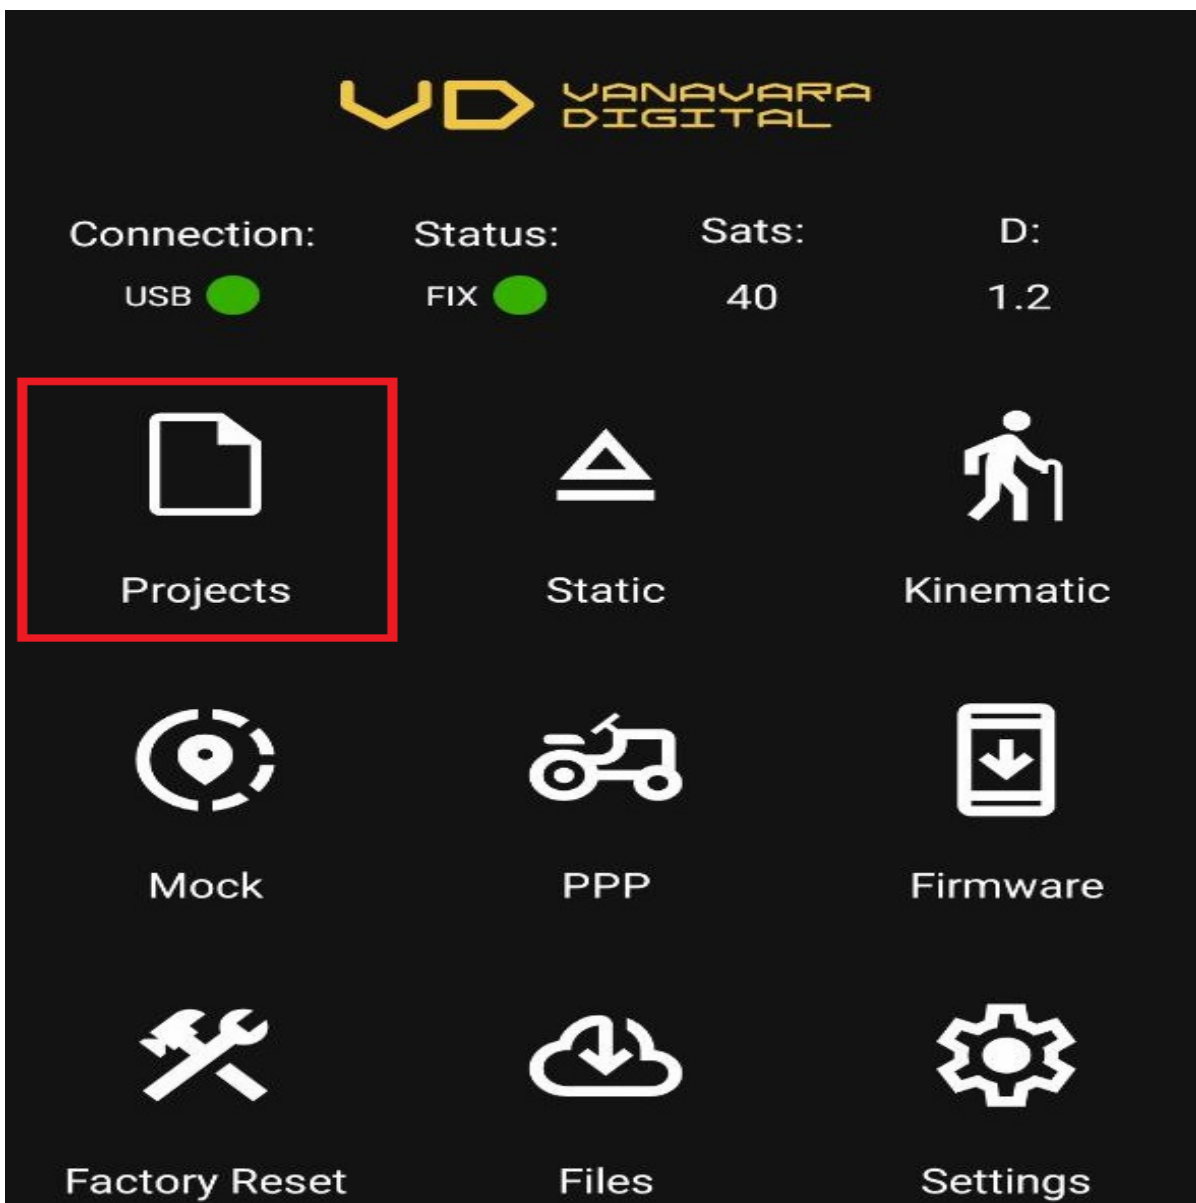 VD VANAVARA
DIGITAL
Connection: Status: Sats: D:
USB FIX 40 1.2
Projects Static Kinematic
Mock PPP Firmware
Factory Reset Files Settings